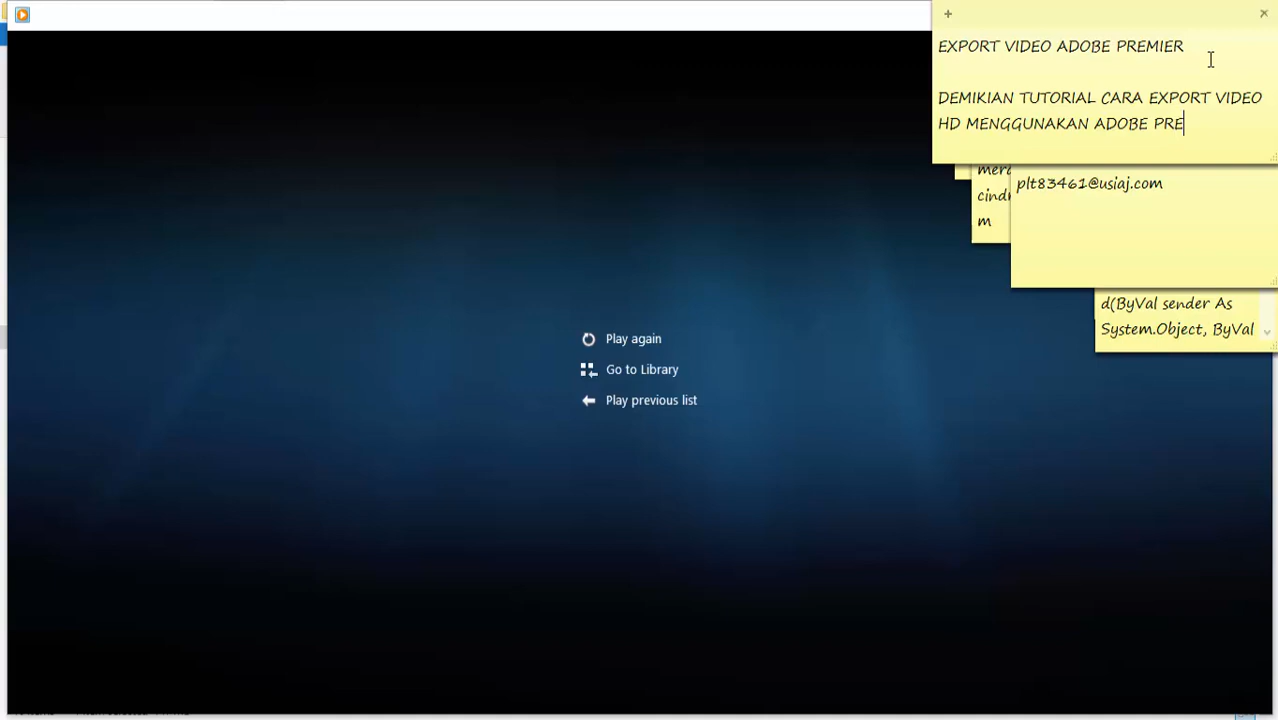 EXPORT VIDEO ADOBE PREMIER
DEMIKIAN TUTORIAL CARA EXPORT VIDEO
HD MENGGUNAKAN ADOBE PRE
plt83461@usiaj.com
cind
m
d(ByVal sender As
System.Object, ByVal
Play again
Go to Library
Play previous list